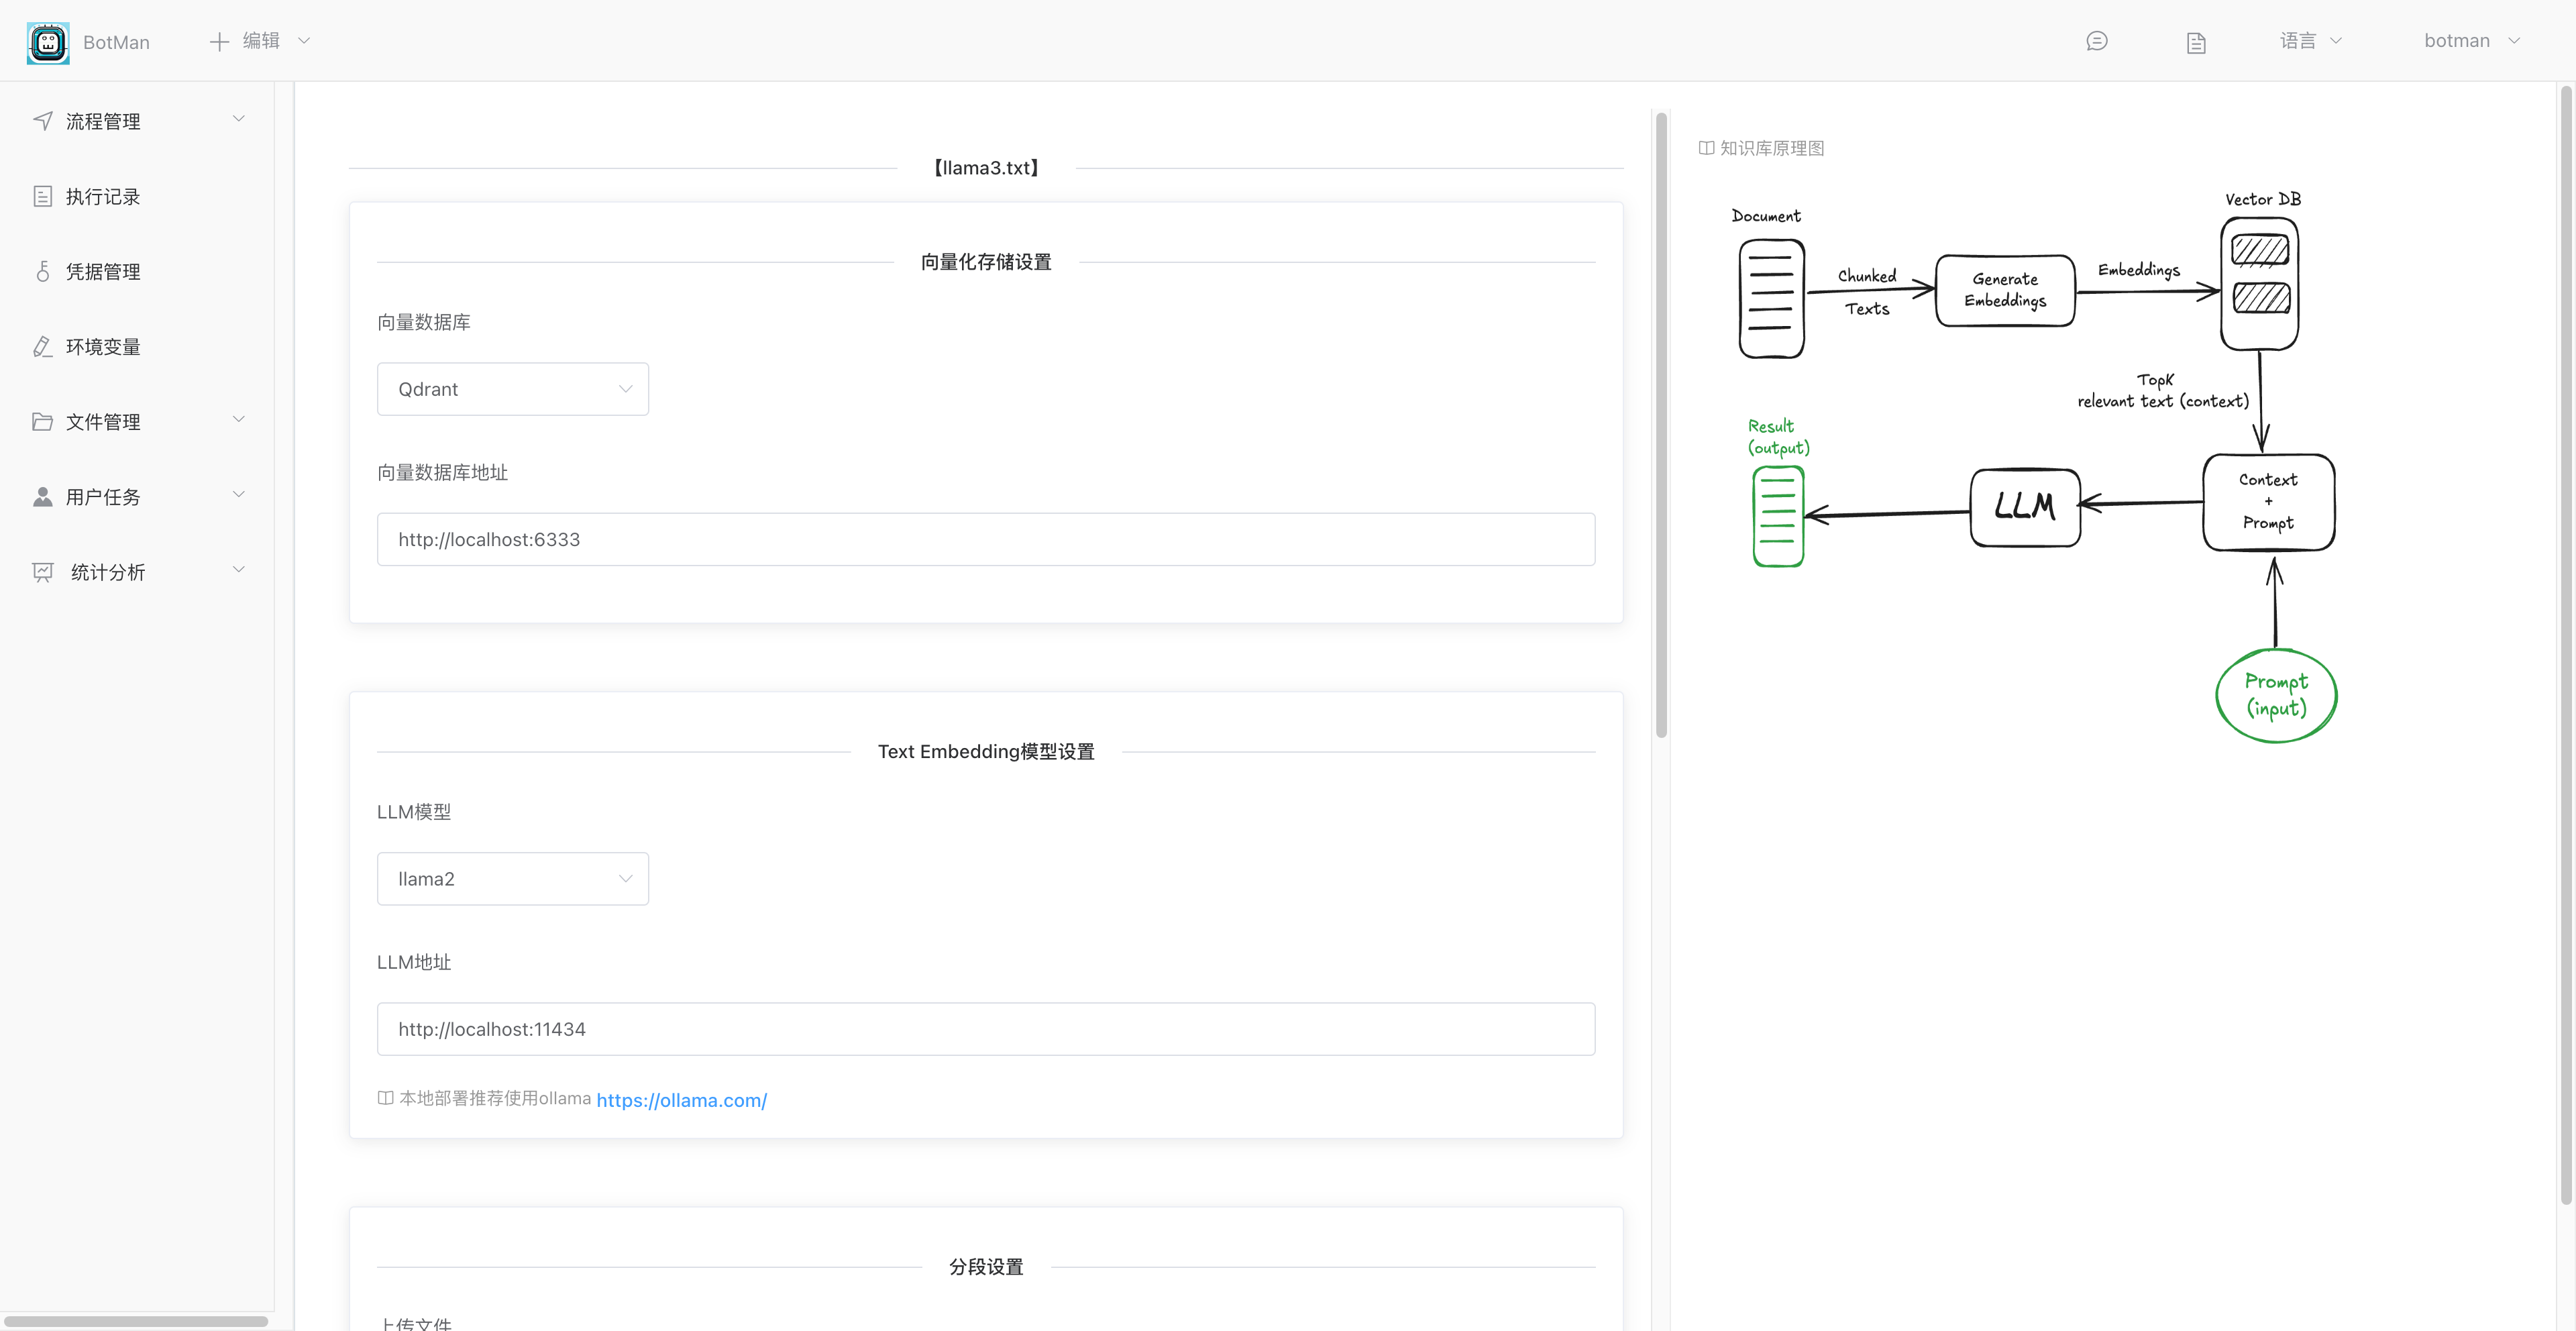 BotMan
编辑
语言
botman
流程管理
执行记录
凭据管理
环境变量
文件管理
用户任务
统计分析
【llama3.txt】
向量化存储设置
向量数据库
Qdrant
向量数据库地址
http://localhost:6333
Text Embedding模型设置
LLM模型
llama2
LLM地址
http://localhost:11434
本地部署推荐使用ollama https://ollama.com/
分段设置
上传文件
知识库原理图
Document
Chunked
Texts
Generate
Embeddings
Embeddings
Vector DB
TopK
relevant text (context)
Result
(output)
LLM
Context
+
Prompt
Prompt
(input)